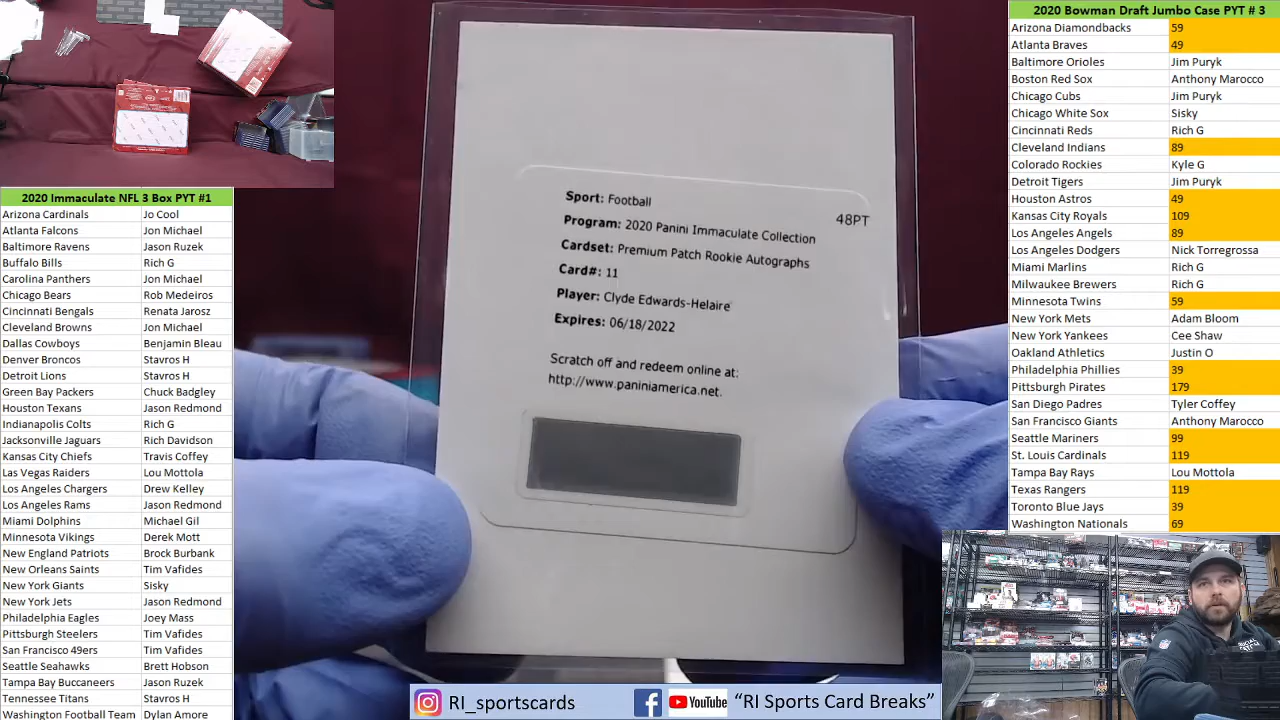 2020 Immaculate NFL 3 Box PYT #1
Arizona Cardinals Jo Cool
Atlanta Falcons Jon Michael
Baltimore Ravens Jason Ruzek
Buffalo Bills Rich G
Carolina Panthers Jon Michael
Chicago Bears Rob Medeiros
Cincinnati Bengals Renata Jarosz
Cleveland Browns Jon Michael
Dallas Cowboys Benjamin Bleau
Denver Broncos Stavros H
Detroit Lions Stavros H
Green Bay Packers Chuck Badgley
Houston Texans Jason Redmond
Indianapolis Colts Rich G
Jacksonville Jaguars Rich Davidson
Kansas City Chiefs Travis Coffey
Las Vegas Raiders Lou Mottola
Los Angeles Chargers Drew Kelley
Los Angeles Rams Jason Redmond
Miami Dolphins Michael Gil
Minnesota Vikings Derek Mott
New England Patriots Brock Burbank
New Orleans Saints Tim Vafides
New York Giants Sisky
New York Jets Jason Redmond
Philadelphia Eagles Joey Mass
Pittsburgh Steelers Tim Vafides
San Francisco 49ers Tim Vafides
Seattle Seahawks Brett Hobson
Tampa Bay Buccaneers Jason Ruzek
Tennessee Titans Stavros H
Washington Football Team Dylan Amore
Sport: Football
48PT
Program: 2020 Panini Immaculate Collection
Cardset: Premium Patch Rookie Autographs
Card#: 11
Player: Clyde Edwards-Helaire
Expires: 06/18/2022
Scratch off and redeem online at:
http://www.paniniamerica.net.
2020 Bowman Draft Jumbo Case PYT # 3
Arizona Diamondbacks 59
Atlanta Braves 49
Baltimore Orioles Jim Puryk
Boston Red Sox Anthony Marocco
Chicago Cubs Jim Puryk
Chicago White Sox Sisky
Cincinnati Reds Rich G
Cleveland Indians 89
Colorado Rockies Kyle G
Detroit Tigers Jim Puryk
Houston Astros 49
Kansas City Royals 109
Los Angeles Angels 89
Los Angeles Dodgers Nick Torregrossa
Miami Marlins Rich G
Milwaukee Brewers Rich G
Minnesota Twins 59
New York Mets Adam Bloom
New York Yankees Cee Shaw
Oakland Athletics Justin O
Philadelphia Phillies 39
Pittsburgh Pirates 179
San Diego Padres Tyler Coffey
San Francisco Giants Anthony Marocco
Seattle Mariners 99
St. Louis Cardinals 119
Tampa Bay Rays Lou Mottola
Texas Rangers 119
Toronto Blue Jays 39
Washington Nationals 69
RI_sportscards YouTube "RI Sports Card Breaks"